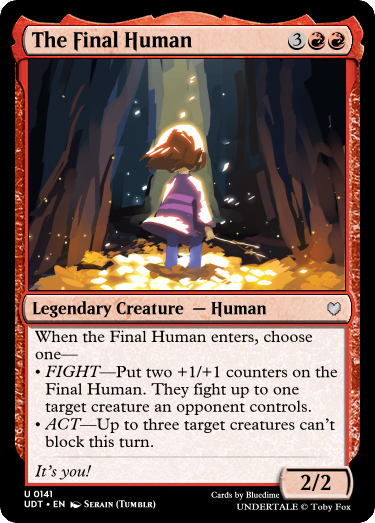 The Final Human 3
Legendary Creature — Human
When the Final Human enters, choose
one—
• FIGHT—Put two +1/+1 counters on the
Final Human. They fight up to one
target creature an opponent controls.
• ACT—Up to three target creatures can't
block this turn.
It's you!
2/2
U 0141
UDT • EN Serain (Tumblr)
Cards by Bluedime
UNDERTALE © Toby Fox